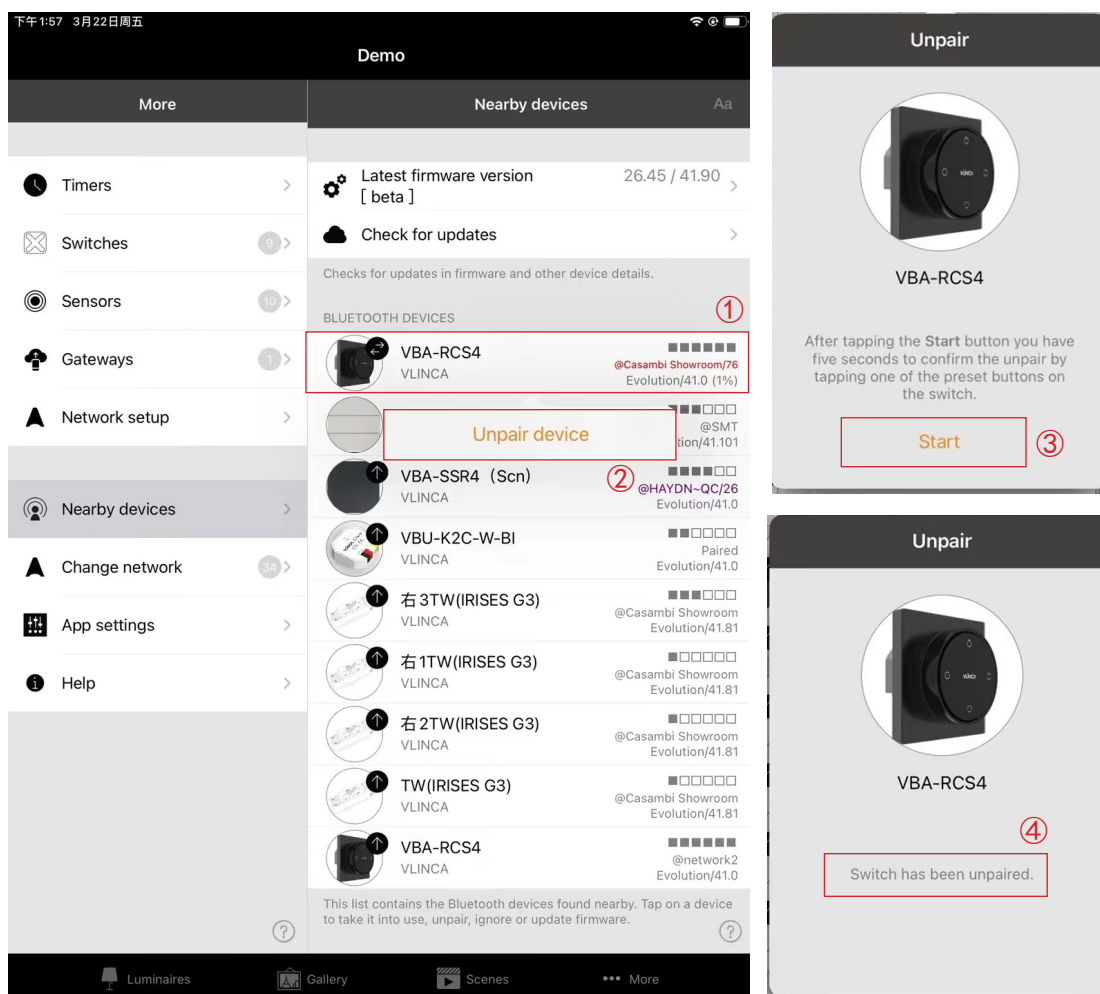 下午1:57 3月22日周五
Demo
More
Timers
Switches 9
Sensors 10
Gateways 1
Network setup
Nearby devices
Change network 34
App settings
Help
?
Nearby devices Aa
Latest firmware version 26.45 / 41.90
[ beta ]
Check for updates
Checks for updates in firmware and other device details.
①
BLUETOOTH DEVICES
VBA-RCS4
VLINCA
@Casambi Showroom/76
Evolution/41.0 (1%)
@SMT
tion/41.101
Unpair device
②
VBA-SSR4（Scn）
VLINCA
@HAYDN~QC/26
Evolution/41.0
VBU-K2C-W-BI
VLINCA
Paired
Evolution/41.0
右3TW(IRISES G3)
VLINCA
@Casambi Showroom
Evolution/41.81
右1TW(IRISES G3)
VLINCA
@Casambi Showroom
Evolution/41.81
右2TW(IRISES G3)
VLINCA
@Casambi Showroom
Evolution/41.81
TW(IRISES G3)
VLINCA
@Casambi Showroom
Evolution/41.81
VBA-RCS4
VLINCA
@network2
Evolution/41.0
This list contains the Bluetooth devices found nearby. Tap on a device
to take it into use, unpair, ignore or update firmware.
?
Luminaires Gallery Scenes More
Unpair
VLINCA
VBA-RCS4
After tapping the Start button you have
five seconds to confirm the unpair by
tapping one of the preset buttons on
the switch.
Start
③
Unpair
VLINCA
VBA-RCS4
④
Switch has been unpaired.